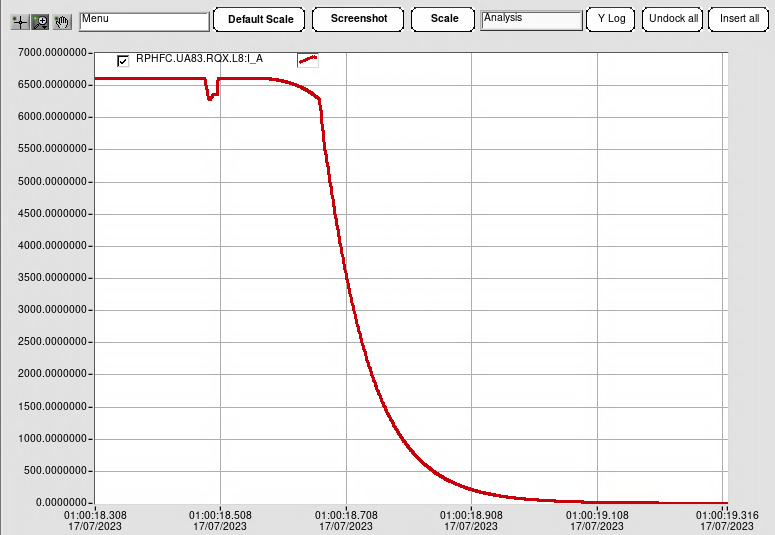 Menu
Default Scale
Screenshot
Scale
Analysis
Y Log
Undock all
Insert all
RPHFC.UA83.RQX.L8:I_A
7000.0000000
6500.0000000
6000.0000000
5500.0000000
5000.0000000
4500.0000000
4000.0000000
3500.0000000
3000.0000000
2500.0000000
2000.0000000
1500.0000000
1000.0000000
500.0000000
0.0000000
01:00:18.308 01:00:18.508 01:00:18.708 01:00:18.908 01:00:19.108 01:00:19.316
17/07/2023 17/07/2023 17/07/2023 17/07/2023 17/07/2023 17/07/2023